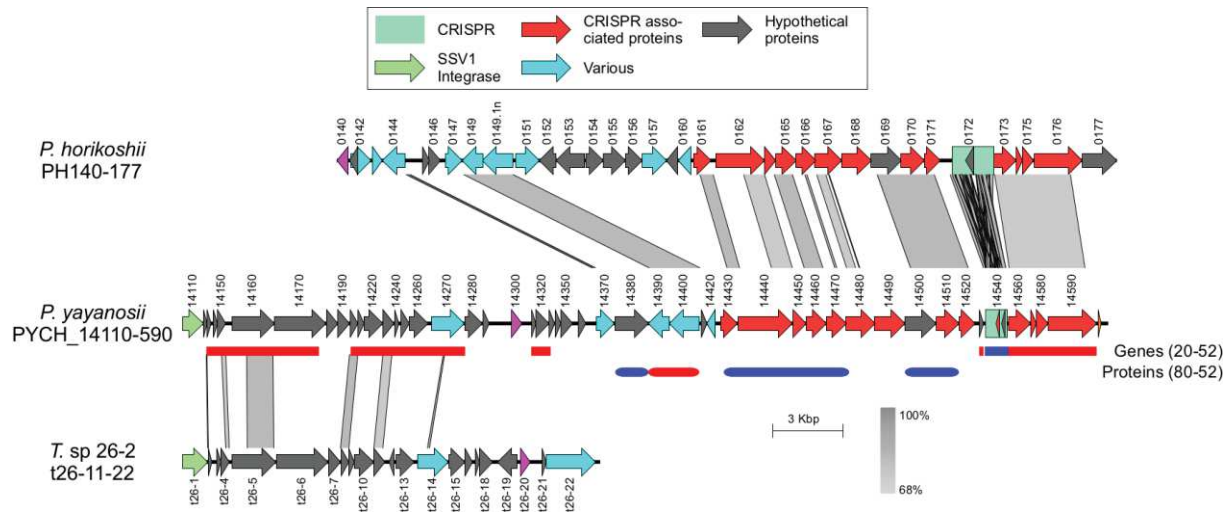 CRISPR
CRISPR asso-
ciated proteins
Hypothetical
proteins
SSV1
Integrase
Various
P. horikoshii
PH140-177
0140
0142
0144
0146
0147
0149
0149.1n
0151
0152
0153
0154
0155
0156
0157
0160
0161
0162
0165
0166
0167
0168
0169
0170
0171
0172
0173
0175
0176
0177
P. yayanosii
PYCH_14110-590
14110
14150
14160
14170
14190
14220
14240
14260
14270
14280
14300
14320
14350
14370
14380
14390
14400
14420
14430
14440
14450
14460
14470
14480
14490
14510
14520
14540
14560
14580
14590
Genes (20-52)
Proteins (80-52)
3 Kbp
100%
68%
T. sp 26-2
t26-11-22
t26-1
t26-4
t26-5
t26-6
t26-7
t26-10
t26-13
t26-14
t26-15
t26-18
t26-19
t26-20
t26-21
t26-22